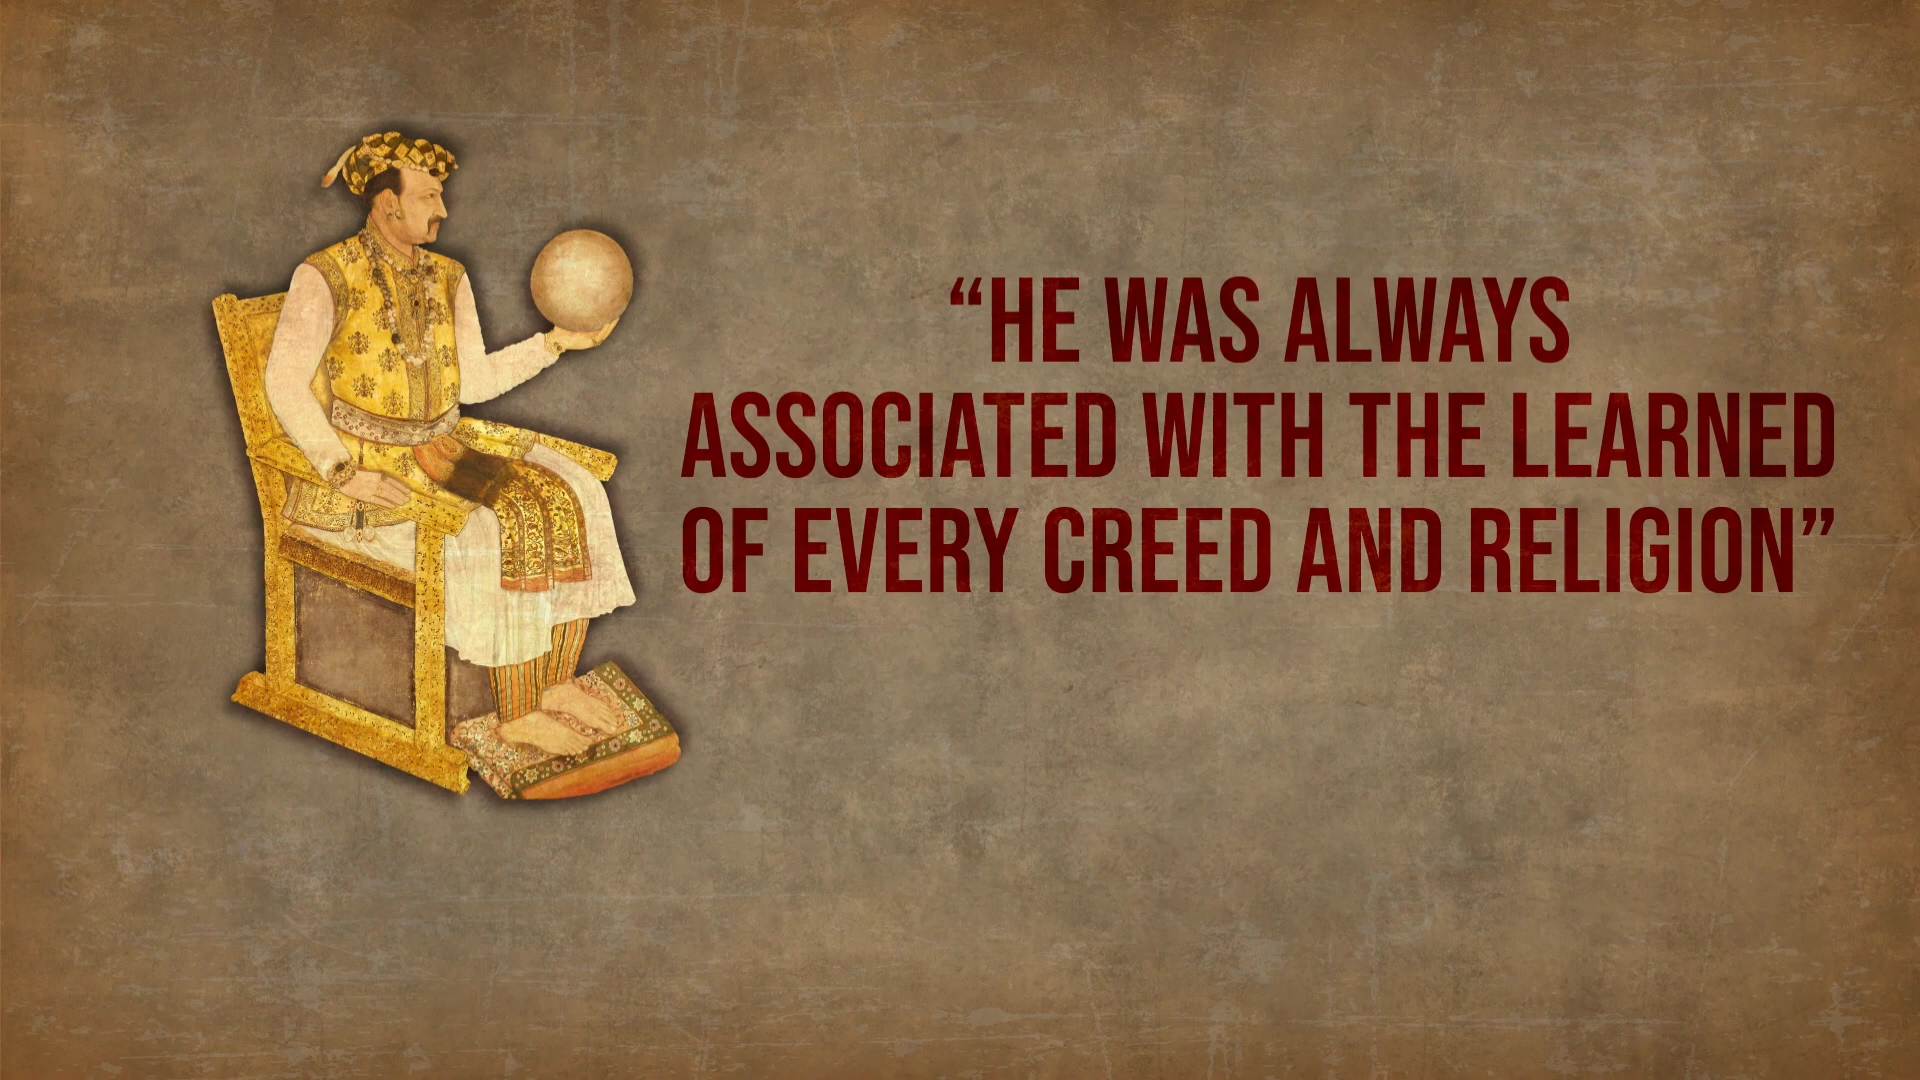 “HE WAS ALWAYS
ASSOCIATED WITH THE LEARNED
OF EVERY CREED AND RELIGION”